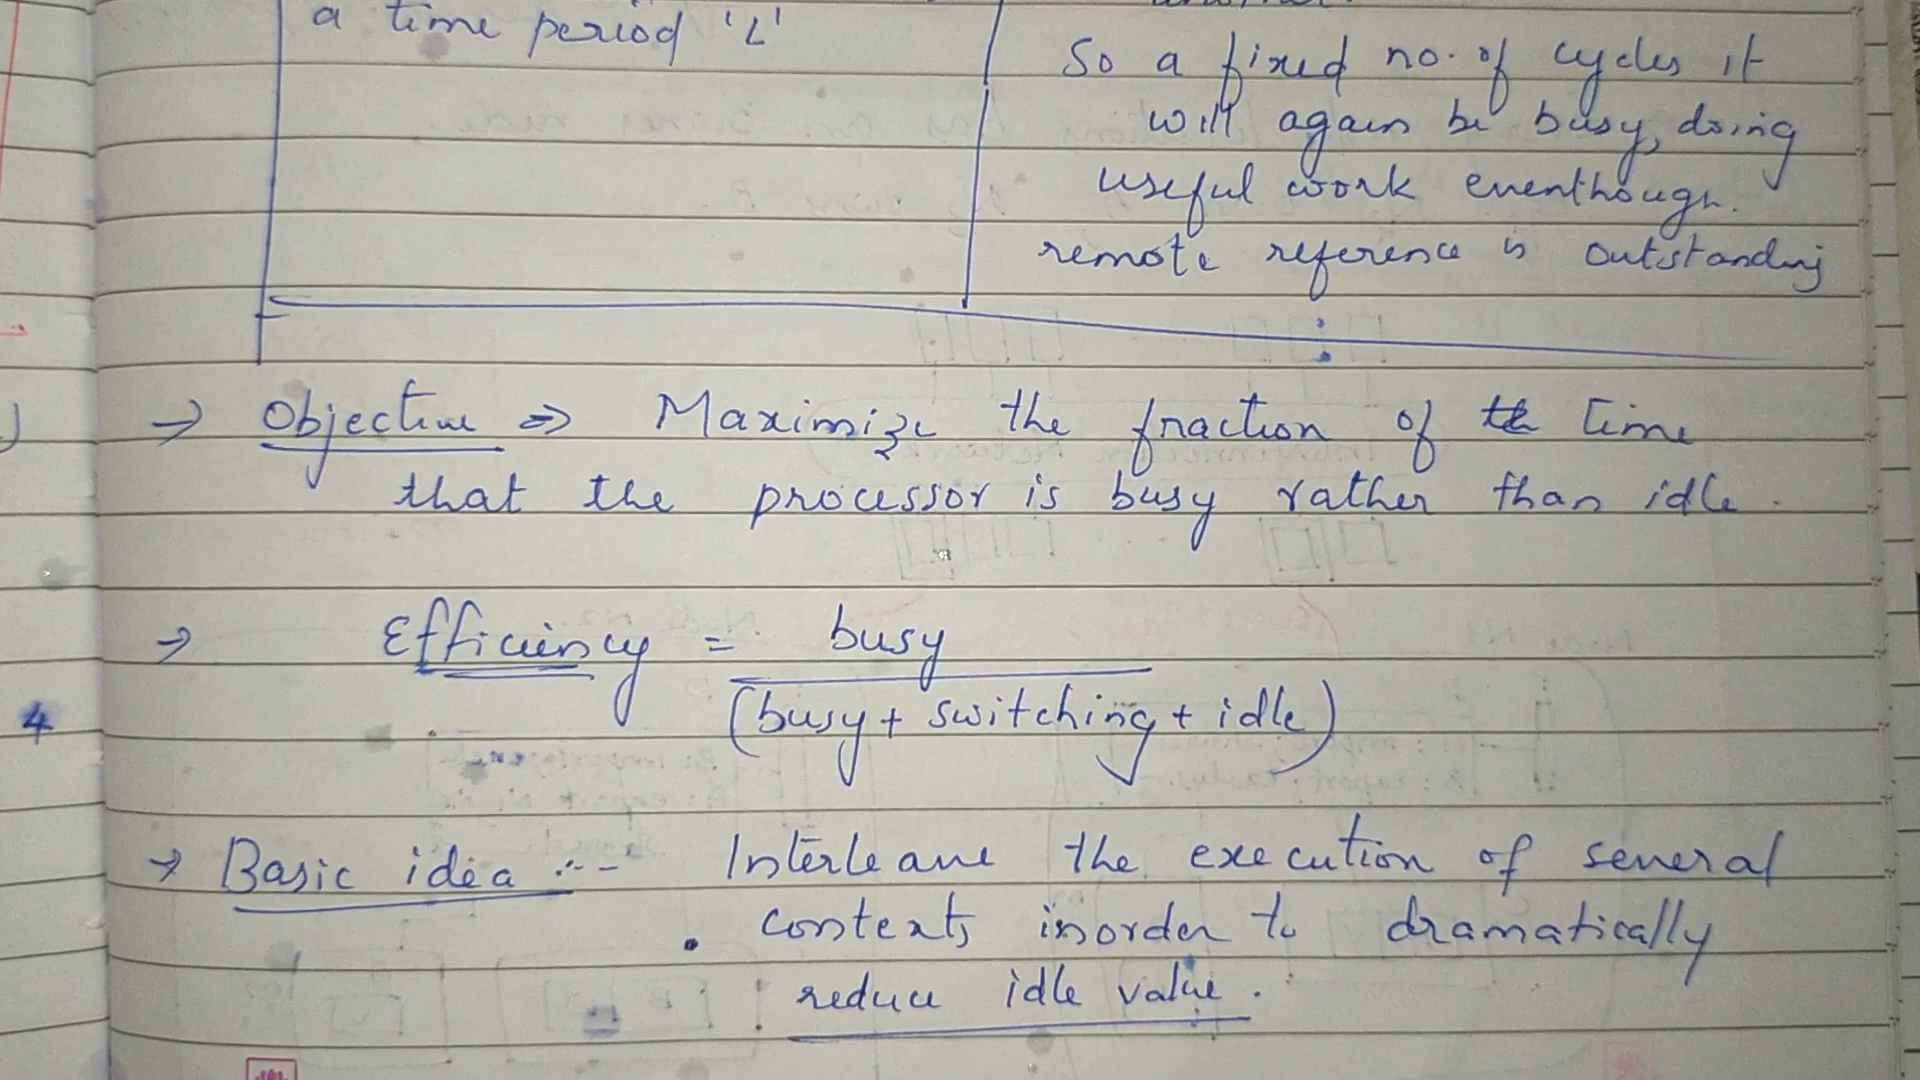 a time period 'L'
So a fixed no. of cycles it
will again be busy, doing
useful work eventhough.
remote reference is outstanding
→ Objective ⇒ Maximize the fraction of time
that the processor is busy rather than idle.
→ Efficiency = busy
(busy + switching + idle)
4
→ Basic idea :- Interleave the execution of several
contexts inorder to dramatically
reduce idle value.